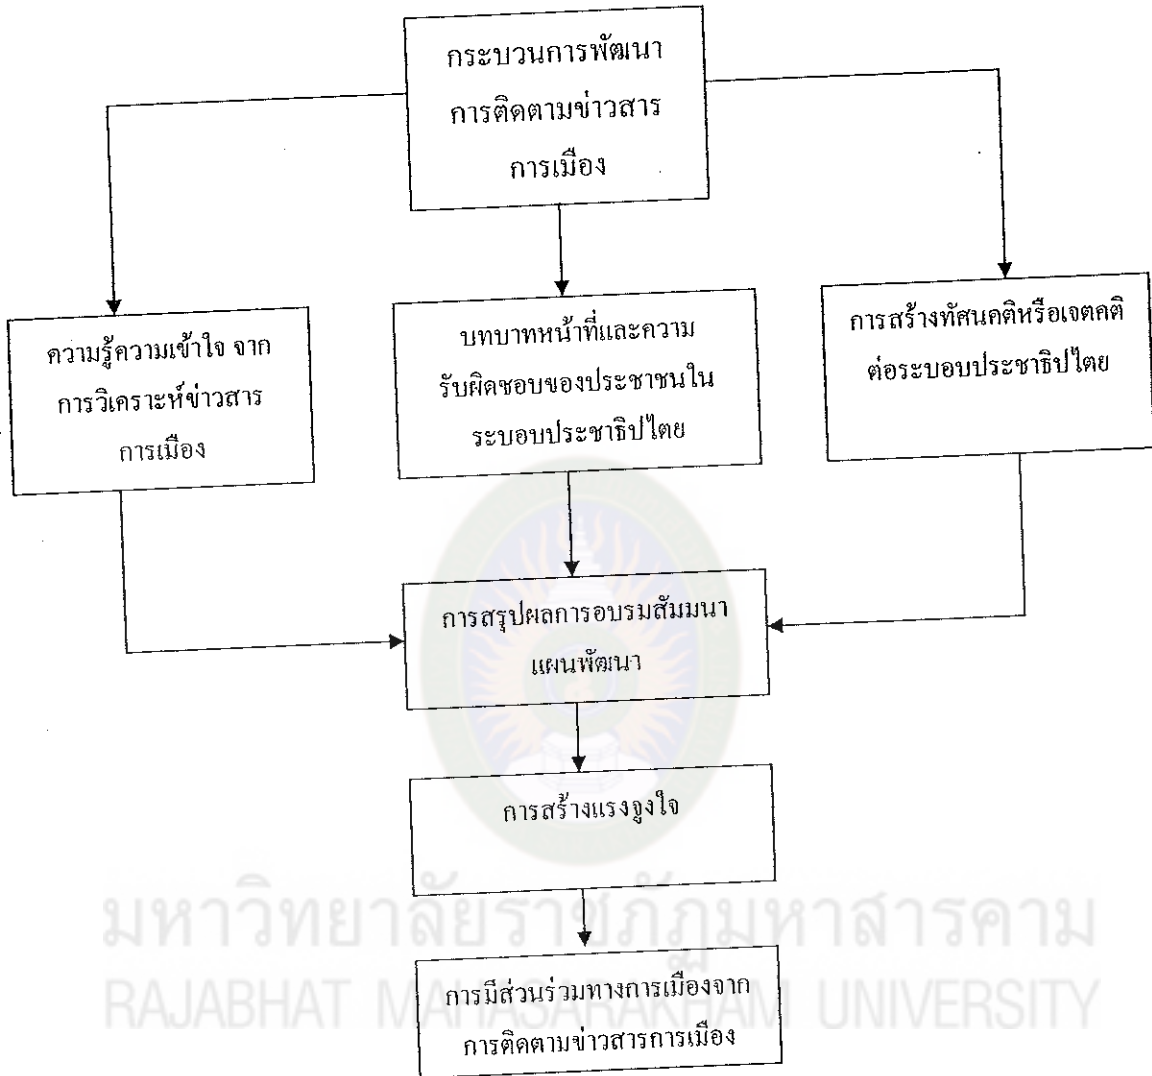 กระบวนการพัฒนา
การติดตามข่าวสาร
การเมือง
ความรู้ความเข้าใจ จาก
การวิเคราะห์ข่าวสาร
การเมือง
บทบาทหน้าที่และความ
รับผิดชอบของประชาชนใน
ระบอบประชาธิปไตย
การสร้างทัศนคติหรือเจตคติ
ต่อระบอบประชาธิปไตย
การสรุปผลการอบรมสัมมนา
แผนพัฒนา
การสร้างแรงจูงใจ
มหาวิทยาลัยราชภัฏมหาสารคาม
RAJABHAT MAHASARAKHAM UNIVERSITY
การมีส่วนร่วมทางการเมืองจาก
การติดตามข่าวสารการเมือง